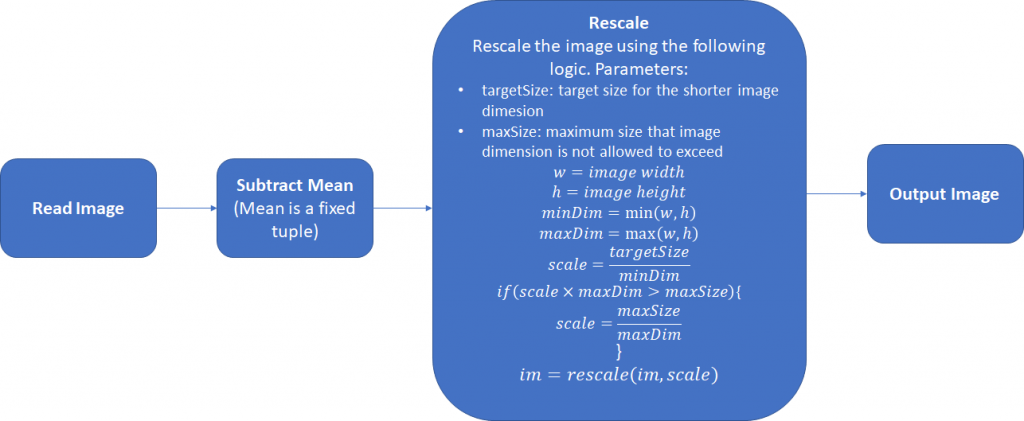 Read Image
Subtract Mean
(Mean is a fixed
tuple)
Rescale
Rescale the image using the following
logic. Parameters:
• targetSize: target size for the shorter image
dimesion
• maxSize: maximum size that image
dimension is not allowed to exceed
w = image width
h = image height
minDim = min(w, h)
maxDim = max(w, h)
scale = targetSize / minDim
if(scale × maxDim > maxSize){
scale = maxSize / maxDim
}
im = rescale(im, scale)
Output Image